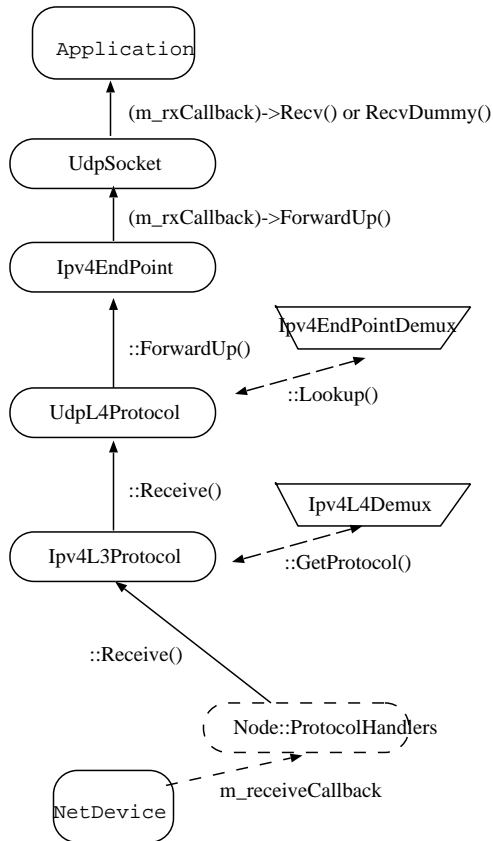 Application
(m_rxCallback)->Recv() or RecvDummy()
UdpSocket
(m_rxCallback)->ForwardUp()
Ipv4EndPoint
Ipv4EndPointDemux
::ForwardUp()
::Lookup()
UdpL4Protocol
::Receive()
Ipv4L4Demux
Ipv4L3Protocol
::GetProtocol()
::Receive()
Node::ProtocolHandlers
m_receiveCallback
NetDevice